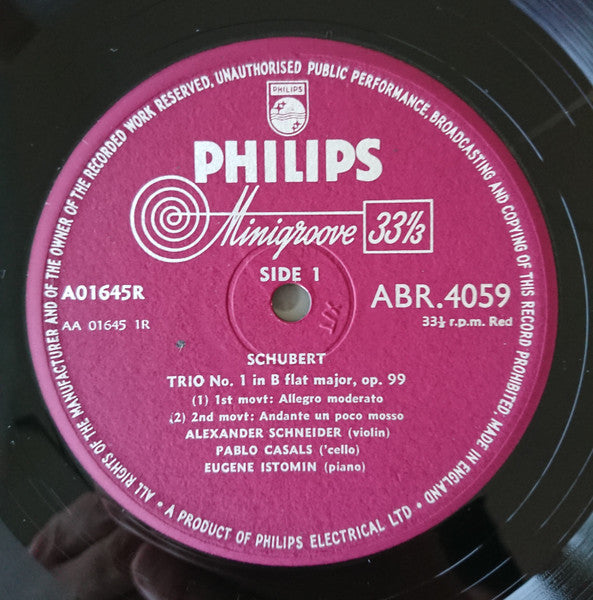 ALL RIGHTS OF THE MANUFACTURER AND OF THE OWNER OF THE RECORDED WORK RESERVED. UNAUTHORISED PUBLIC PERFORMANCE, BROADCASTING AND COPYING OF THIS RECORD PROHIBITED. MADE IN ENGLAND
PHILIPS
PHILIPS
Minigroove 33⅓
SIDE 1
A01645R
ABR.4059
AA 01645 1R
33⅓ r.p.m. Red
SCHUBERT
TRIO No. 1 in B flat major, op. 99
(1) 1st movt: Allegro moderato
(2) 2nd movt: Andante un poco mosso
ALEXANDER SCHNEIDER (violin)
PABLO CASALS ('cello)
EUGENE ISTOMIN (piano)
• A PRODUCT OF PHILIPS ELECTRICAL LTD •